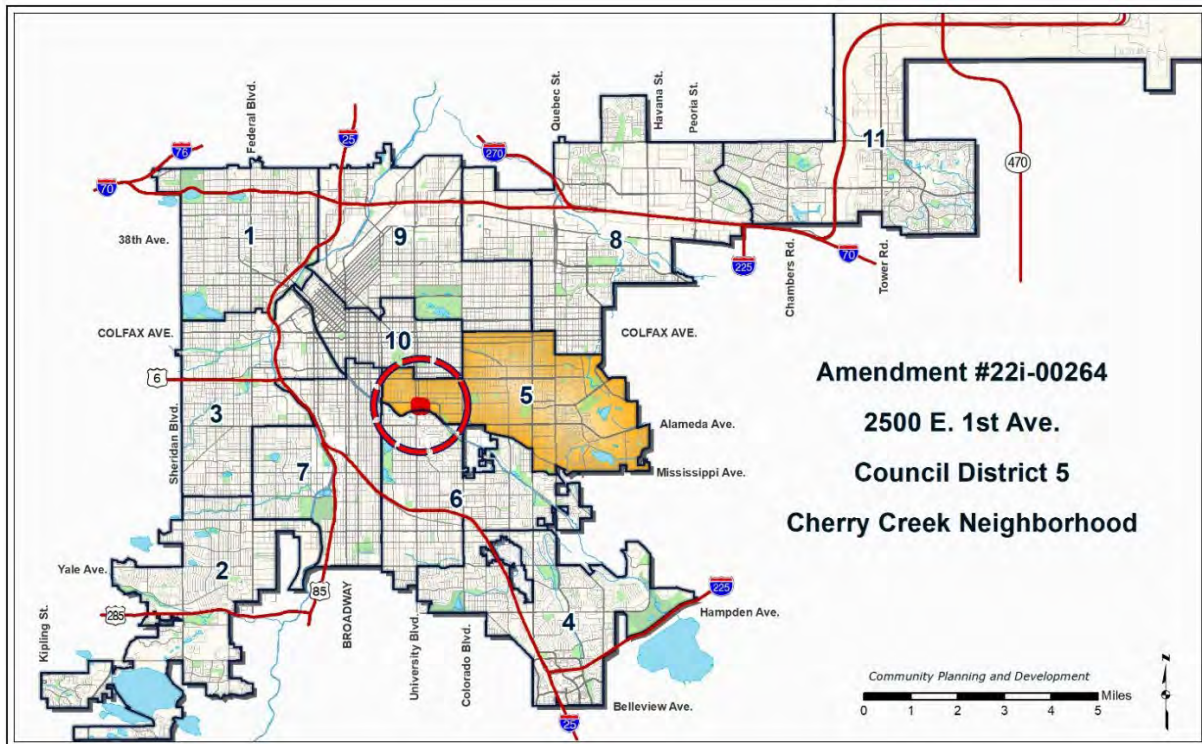 Federal Blvd.
25
76
70
270
Quebec St.
Havana St.
Peoria St.
11
470
38th Ave.
1
9
8
225
Chambers Rd.
70
Tower Rd.
COLFAX AVE.
10
COLFAX AVE.
6
3
Sheridan Blvd.
5
Alameda Ave.
Mississippi Ave.
7
6
Amendment #22i-00264
2500 E. 1st Ave.
Council District 5
Cherry Creek Neighborhood
Yale Ave.
2
85
BROADWAY
University Blvd.
Colorado Blvd.
4
225
Hampden Ave.
285
Kipling St.
25
Belleview Ave.
Community Planning and Development
Miles
0 1 2 3 4 5
N